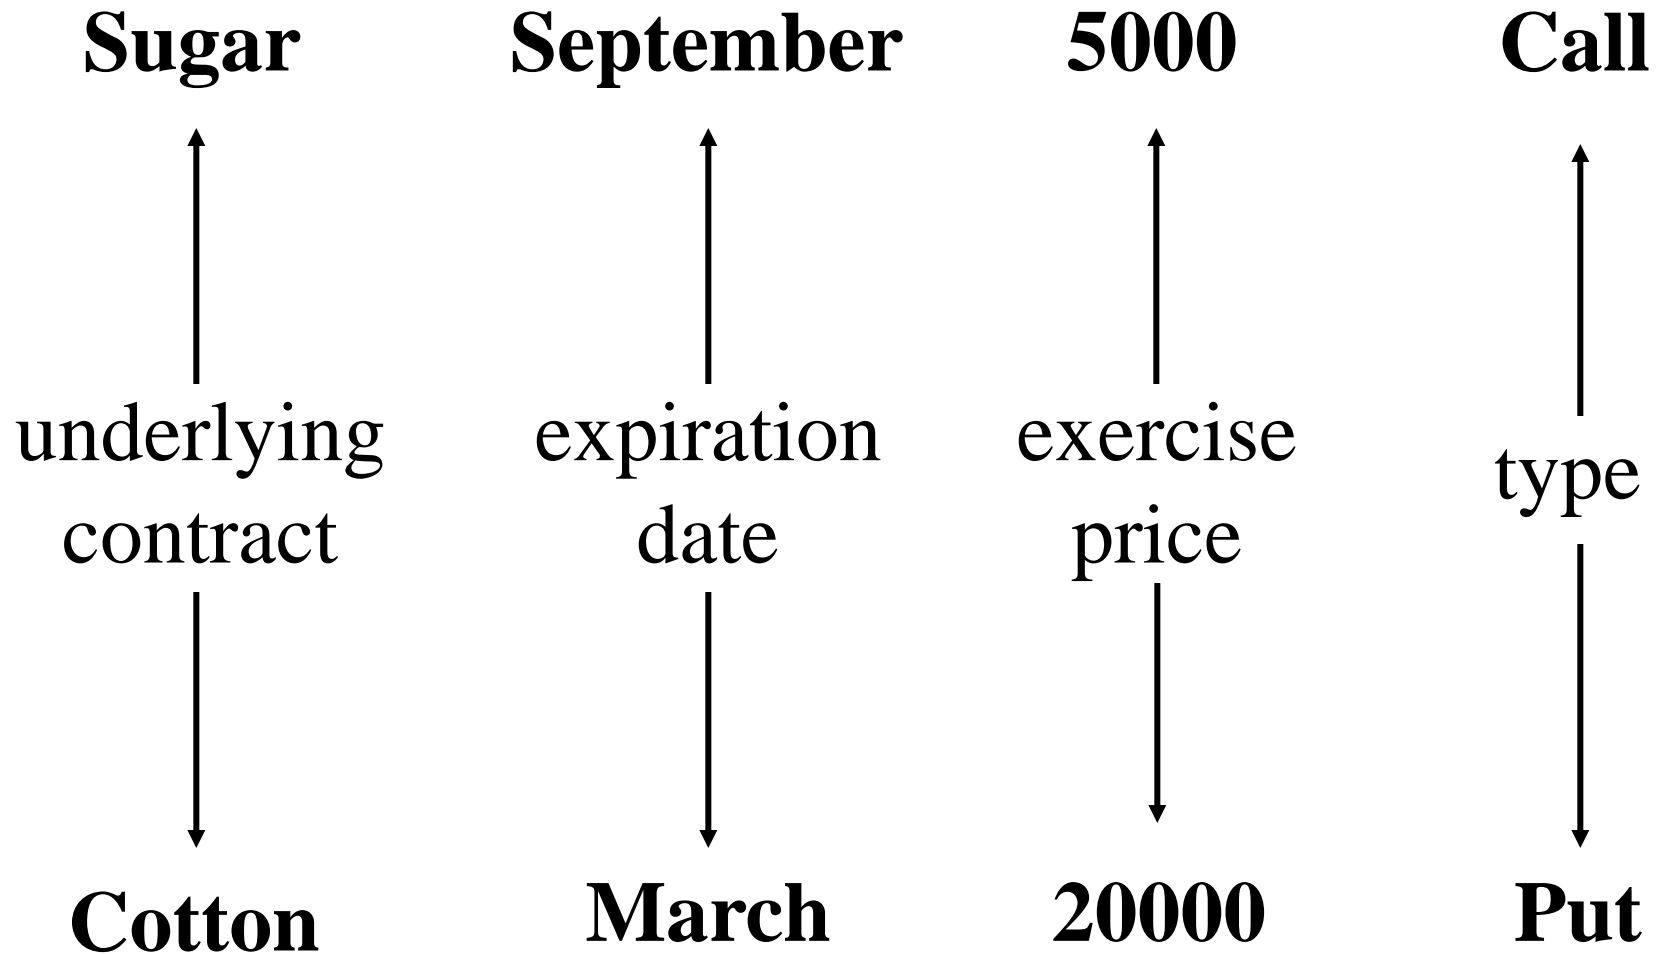 Sugar September 5000 Call
underlying expiration exercise type
contract date price
Cotton March 20000 Put